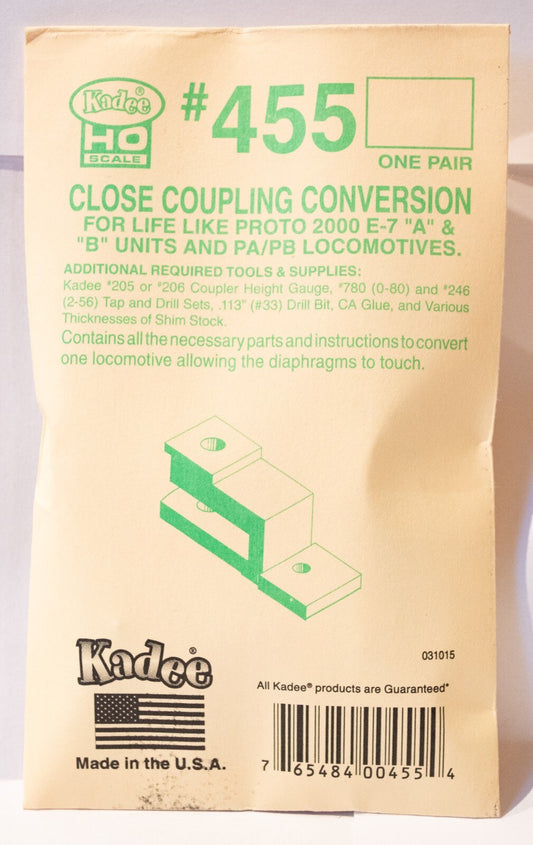 Kadee®
HO
SCALE
#455
ONE PAIR
CLOSE COUPLING CONVERSION
FOR LIFE LIKE PROTO 2000 E-7 "A" &
"B" UNITS AND PA/PB LOCOMOTIVES.
ADDITIONAL REQUIRED TOOLS & SUPPLIES:
Kadee #205 or #206 Coupler Height Gauge, #780 (0-80) and #246
(2-56) Tap and Drill Sets, .113" (#33) Drill Bit, CA Glue, and Various
Thicknesses of Shim Stock.
Contains all the necessary parts and instructions to convert
one locomotive allowing the diaphragms to touch.
Kadee®
Made in the U.S.A.
031015
All Kadee® products are Guaranteed*
7 65484 00455 4